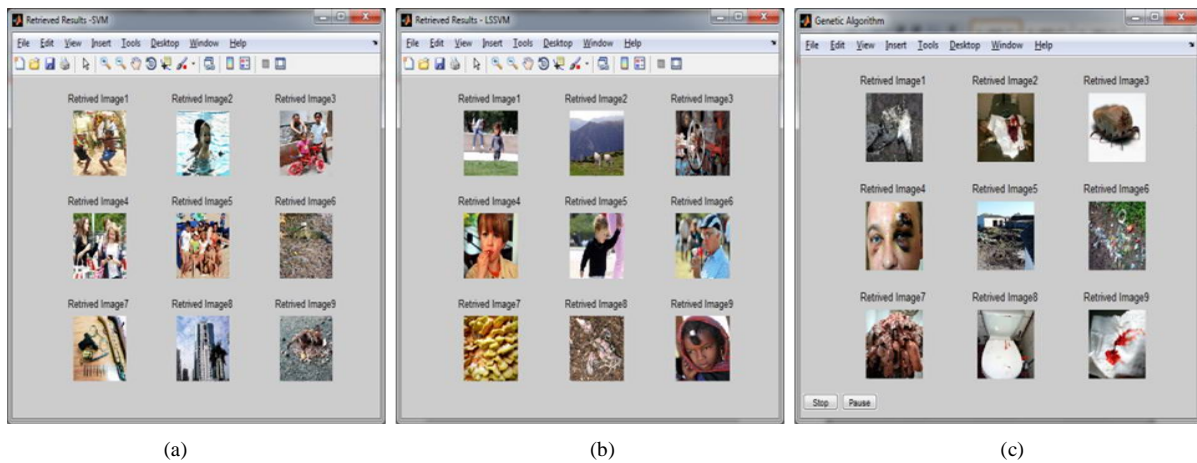 Retrieved Results -SVM
File Edit View Insert Tools Desktop Window Help
Retrived Image1 Retrived Image2 Retrived Image3
Retrived Image4 Retrived Image5 Retrived Image6
Retrived Image7 Retrived Image8 Retrived Image9
(a)
Retrieved Results - LSSVM
File Edit View Insert Tools Desktop Window Help
Retrived Image1 Retrived Image2 Retrived Image3
Retrived Image4 Retrived Image5 Retrived Image6
Retrived Image7 Retrived Image8 Retrived Image9
(b)
Genetic Algorithm
File Edit View Insert Tools Desktop Window Help
Retrived Image1 Retrived Image2 Retrived Image3
Retrived Image4 Retrived Image5 Retrived Image6
Retrived Image7 Retrived Image8 Retrived Image9
Stop Pause
(c)